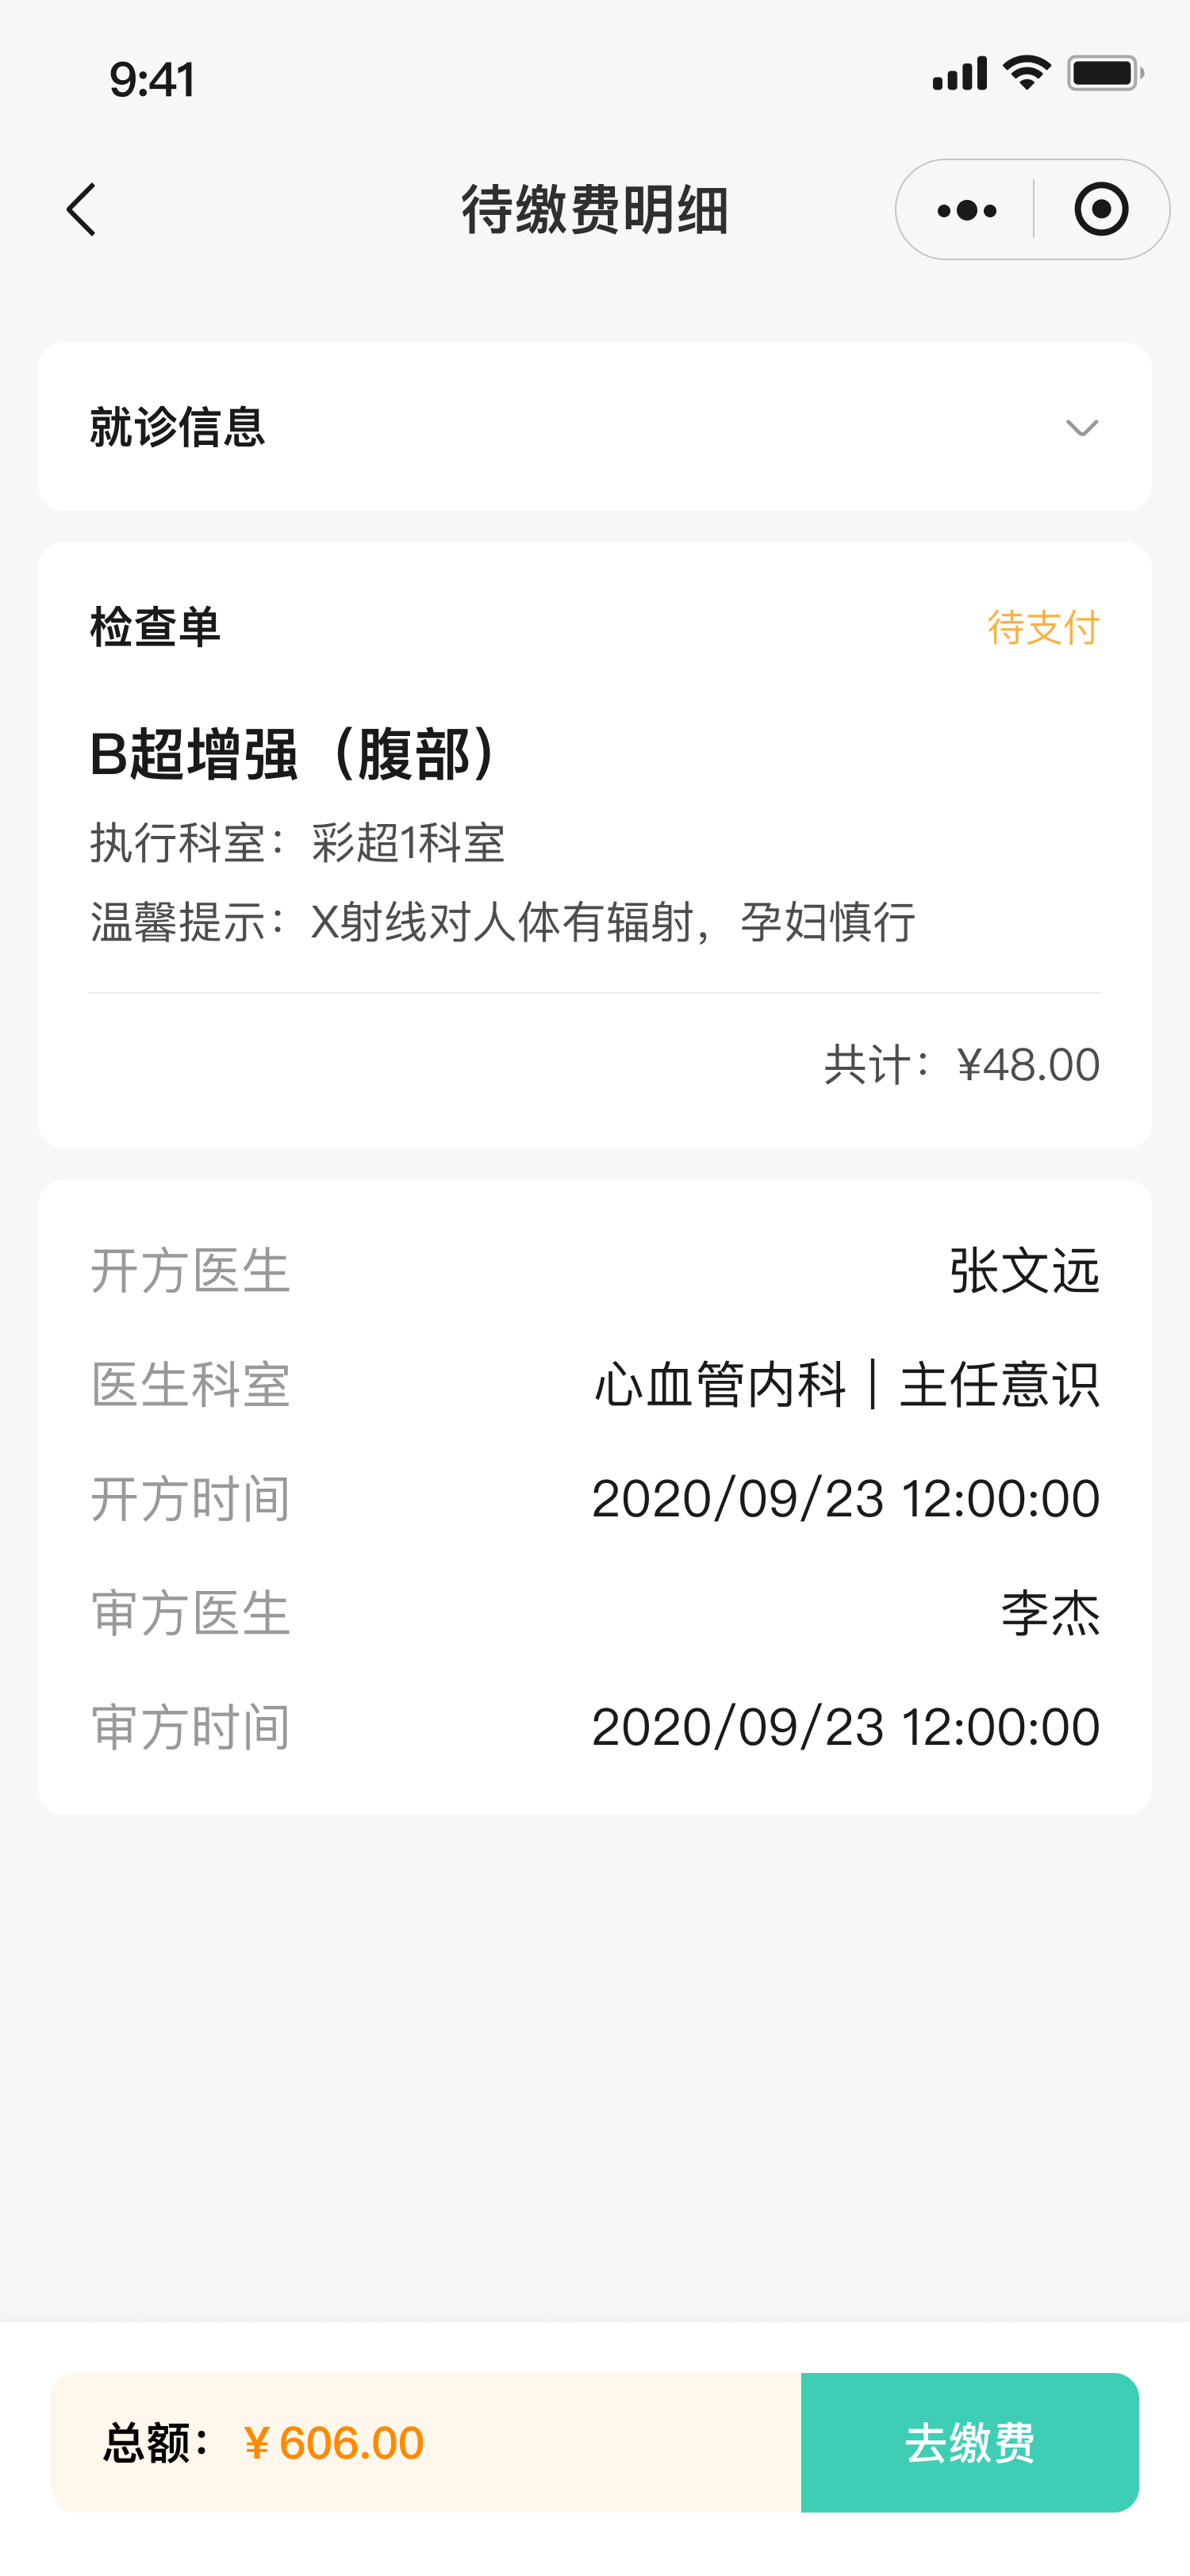 9:41
待缴费明细
就诊信息
检查单
待支付
B超增强（腹部）
执行科室：彩超1科室
温馨提示：X射线对人体有辐射，孕妇慎行
共计：¥48.00
开方医生 张文远
医生科室 心血管内科｜主任意识
开方时间 2020/09/23 12:00:00
审方医生 李杰
审方时间 2020/09/23 12:00:00
总额：¥ 606.00
去缴费